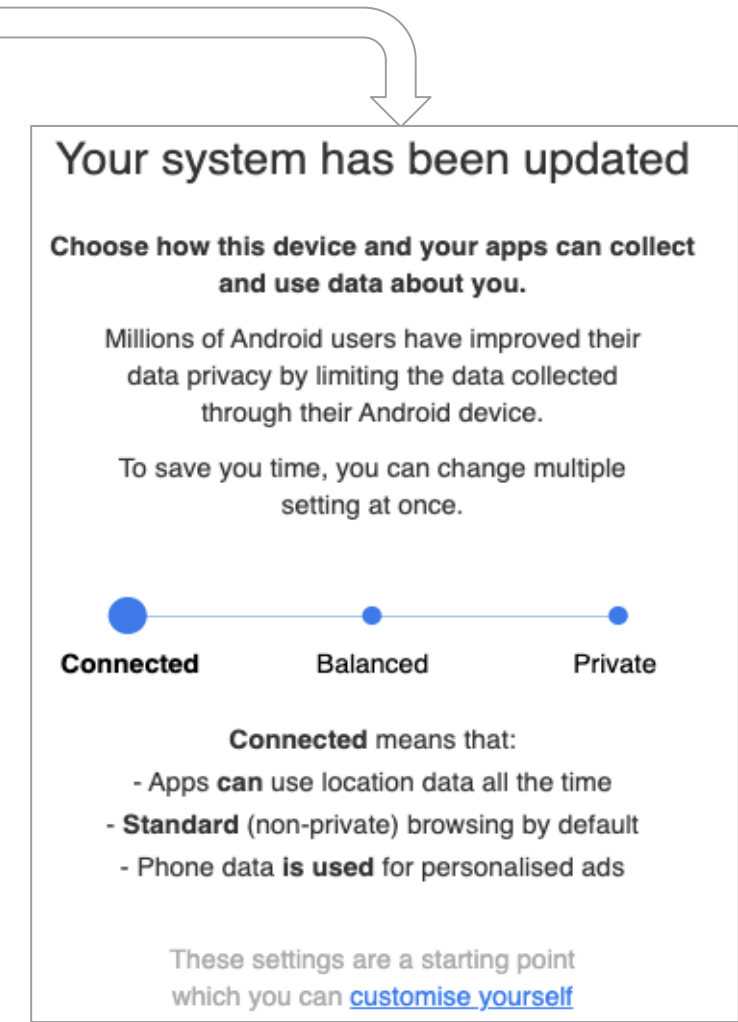 Your system has been updated
Choose how this device and your apps can collect
and use data about you.
Millions of Android users have improved their
data privacy by limiting the data collected
through their Android device.
To save you time, you can change multiple
setting at once.
Connected Balanced Private
Connected means that:
- Apps can use location data all the time
- Standard (non-private) browsing by default
- Phone data is used for personalised ads
These settings are a starting point
which you can customise yourself